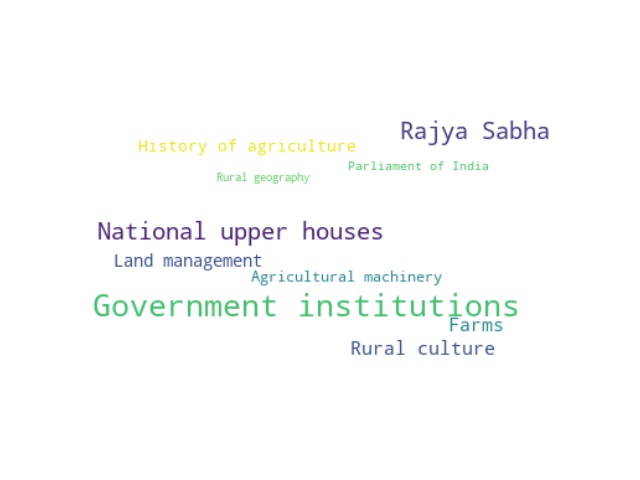 Rajya Sabha
History of agriculture
Parliament of India
Rural geography
National upper houses
Land management
Agricultural machinery
Government institutions
Farms
Rural culture